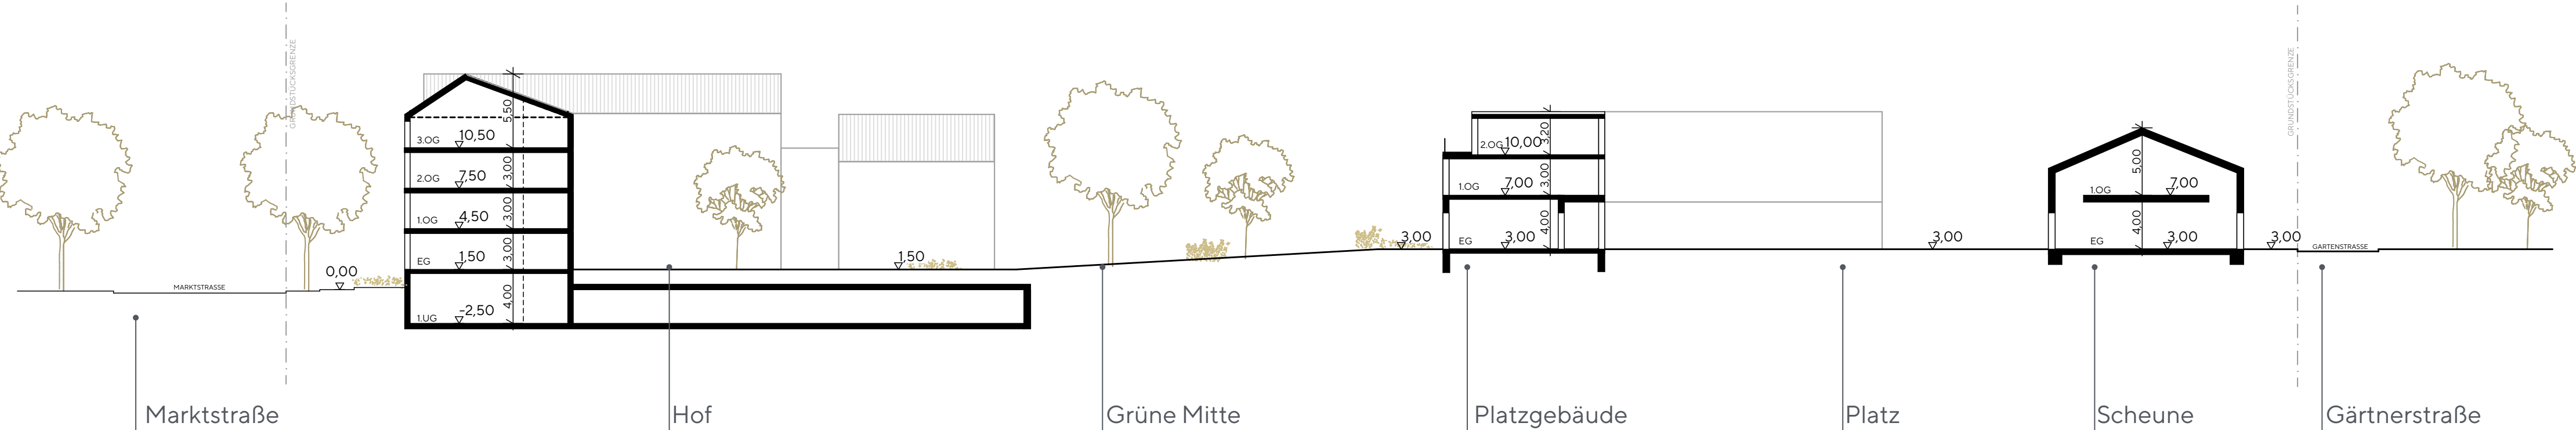 GRUNDSTÜCKSGRENZE
MARKTSTRASSE
0,00
5,50
3.OG 10,50
3,00
2.OG 7,50
3,00
1.OG 4,50
3,00
EG 1,50
4,00
1.UG -2,50
1,50
3,00
3,20
2.OG 10,00
3,00
1.OG 7,00
4,00
EG 3,00
3,00
5,00
1.OG 7,00
4,00
EG 3,00
3,00
GRUNDSTÜCKSGRENZE
GARTENSTRASSE
Marktstraße
Hof
Grüne Mitte
Platzgebäude
Platz
Scheune
Gärtnerstraße